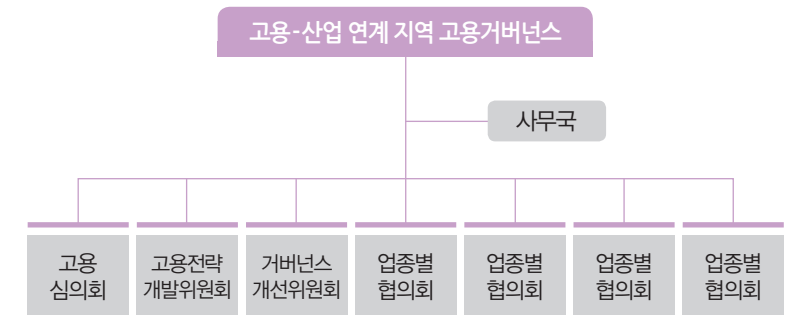 고용-산업 연계 지역 고용거버넌스
사무국
고용
심의회
고용전략
개발위원회
거버넌스
개선위원회
업종별
협의회
업종별
협의회
업종별
협의회
업종별
협의회